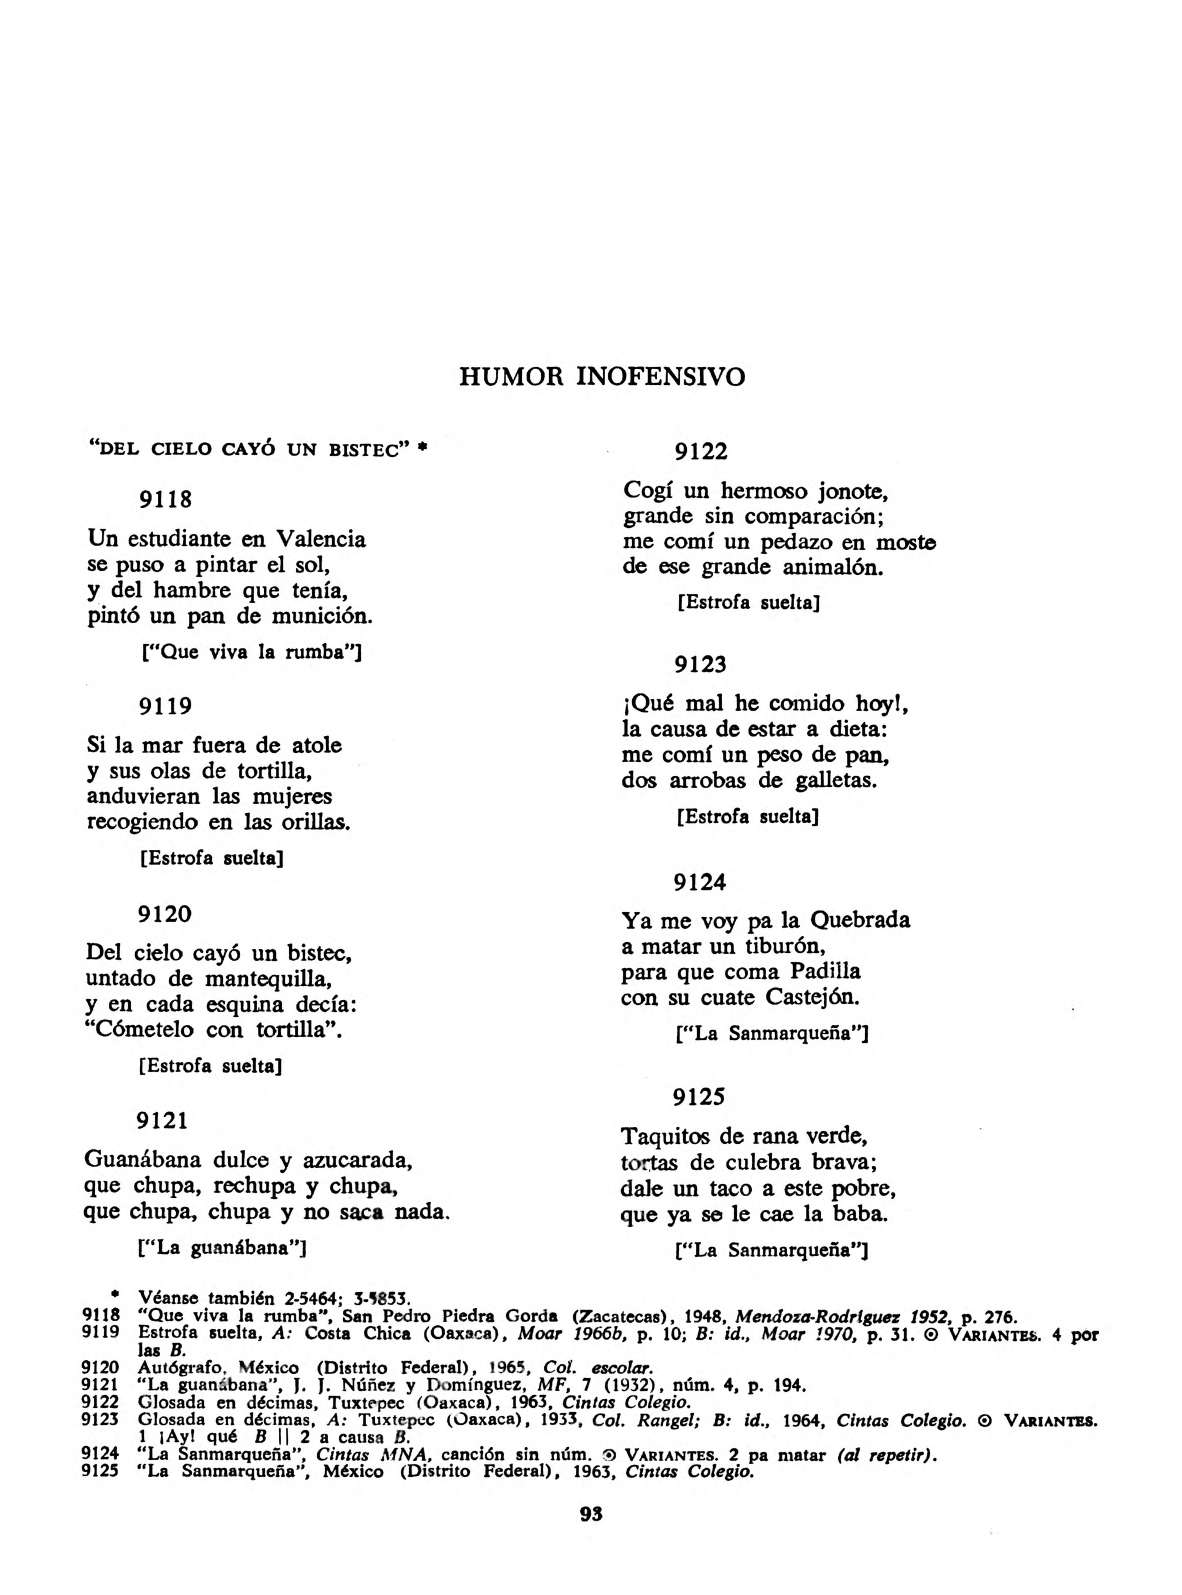 HUMOR INOFENSIVO
“DEL CIELO CAYÓ UN BISTEC” *
9118
Un estudiante en Valencia
se puso a pintar el sol,
y del hambre que tenía,
pintó un pan de munición.
[“Que viva la rumba”]
9119
Si la mar fuera de atole
y sus olas de tortilla,
anduvieran las mujeres
recogiendo en las orillas.
[Estrofa suelta]
9120
Del cielo cayó un bistec,
untado de mantequilla,
y en cada esquina decía:
“Cómetelo con tortilla”.
[Estrofa suelta]
9121
Guanábana dulce y azucarada,
que chupa, rechupa y chupa,
que chupa, chupa y no saca nada.
[“La guanábana”]
9122
Cogí un hermoso jonote,
grande sin comparación;
me comí un pedazo en moste
de ese grande animalón.
[Estrofa suelta]
9123
¡Qué mal he comido hoy!,
la causa de estar a dieta:
me comí un peso de pan,
dos arrobas de galletas.
[Estrofa suelta]
9124
Ya me voy pa la Quebrada
a matar un tiburón,
para que coma Padilla
con su cuate Castejón.
[“La Sanmarqueña”]
9125
Taquitos de rana verde,
tortas de culebra brava;
dale un taco a este pobre,
que ya se le cae la baba.
[“La Sanmarqueña”]
* Véanse también 2-5464; 3-5853.
9118 “Que viva la rumba”, San Pedro Piedra Gorda (Zacatecas), 1948, Mendoza-Rodríguez 1952, p. 276.
9119 Estrofa suelta, A: Costa Chica (Oaxaca), Moar 1966b, p. 10; B: id., Moar 1970, p. 31. ⊙ VARIANTES. 4 por
las B.
9120 Autógrafo, México (Distrito Federal), 1965, Col. escolar.
9121 “La guanábana”, J. J. Núñez y Domínguez, MF, 7 (1932), núm. 4, p. 194.
9122 Glosada en décimas, Tuxtepec (Oaxaca), 1963, Cintas Colegio.
9123 Glosada en décimas, A: Tuxtepec (Oaxaca), 1933, Col. Rangel; B: id., 1964, Cintas Colegio. ⊙ VARIANTES.
1 ¡Ay! qué B || 2 a causa B.
9124 “La Sanmarqueña”, Cintas MNA, canción sin núm. ⊙ VARIANTES. 2 pa matar (al repetir).
9125 “La Sanmarqueña”, México (Distrito Federal), 1963, Cintas Colegio.
93